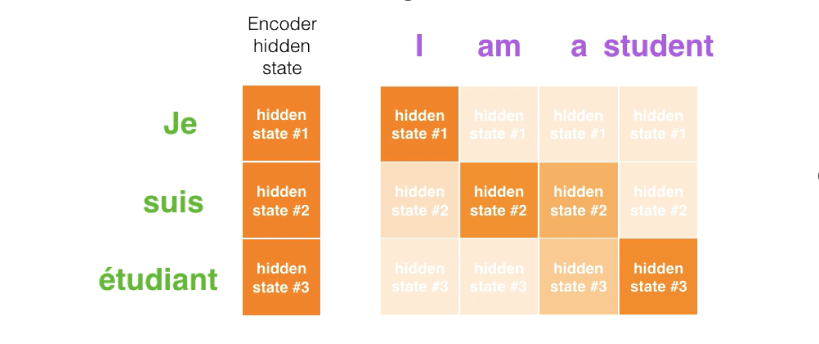 Encoder
hidden
state
I am a student
Je
hidden
state #1
hidden
state #1
hidden
state #1
hidden
state #1
hidden
state #1
suis
hidden
state #2
hidden
state #2
hidden
state #2
hidden
state #2
hidden
state #2
étudiant
hidden
state #3
hidden
state #3
hidden
state #3
hidden
state #3
hidden
state #3